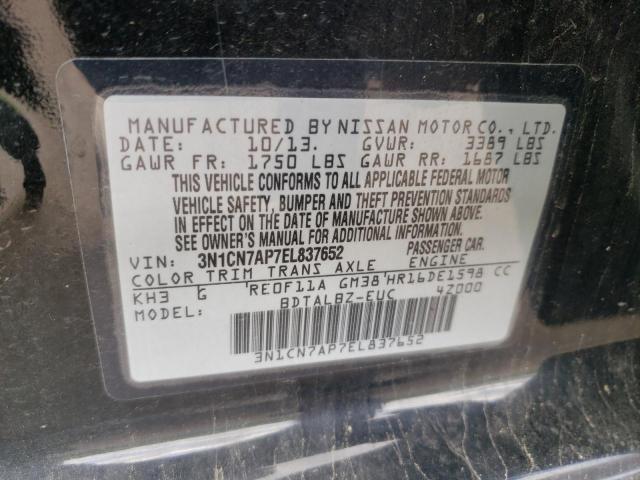 MANUFACTURED BY NISSAN MOTOR CO., LTD.
DATE: 10/13. GVWR: 3389 LBS
GAWR FR: 1750 LBS GAWR RR: 1687 LBS
THIS VEHICLE CONFORMS TO ALL APPLICABLE FEDERAL MOTOR
VEHICLE SAFETY, BUMPER AND THEFT PREVENTION STANDARDS
IN EFFECT ON THE DATE OF MANUFACTURE SHOWN ABOVE.
SEE OWNER'S MANUAL FOR ADDITIONAL INFORMATION.
VIN: 3N1CN7AP7EL837652 PASSENGER CAR.
COLOR TRIM TRANS AXLE ENGINE
KH3 G 'RE0F11A GM38'HR16DE1598 CC
MODEL: BDTALBZ-EUC 4Z000
3N1CN7AP7EL837652